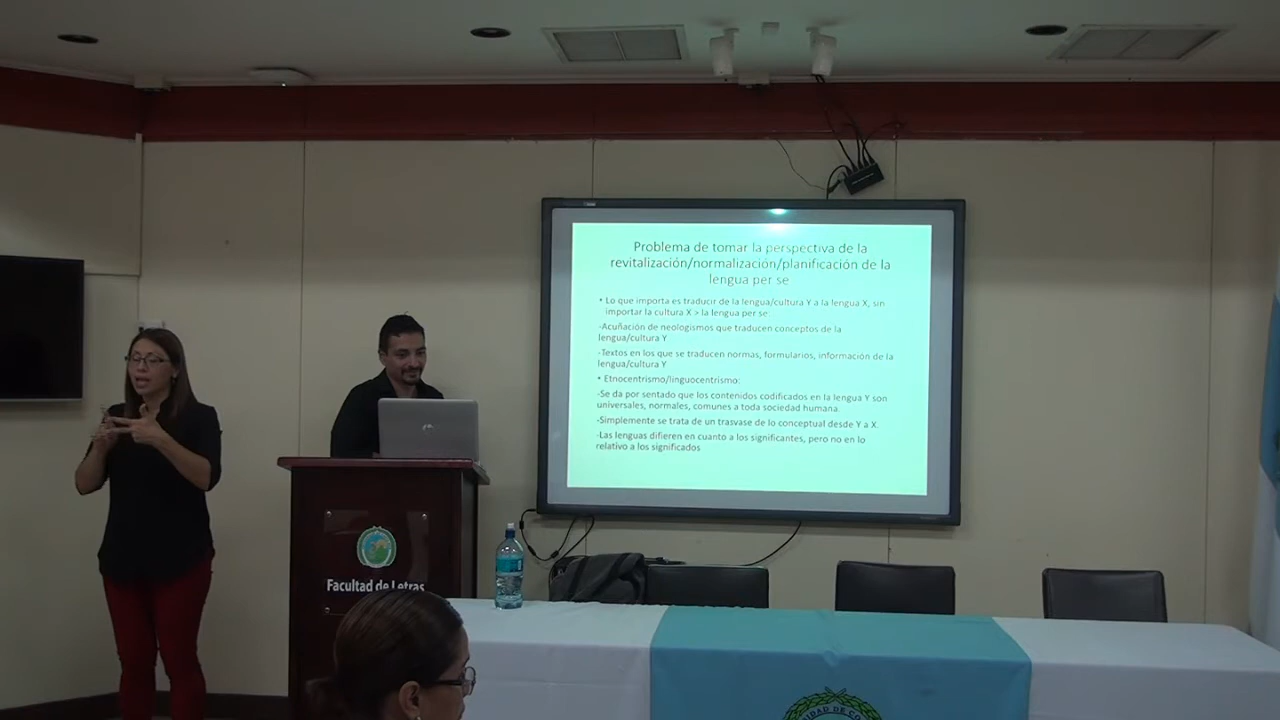 Problema de tomar la perspectiva de la
revitalización/normalización/planificación de la
lengua per se
• Lo que importa es traducir de la lengua/cultura Y a la lengua X, sin
importar la cultura X > la lengua per se:
-Acuñación de neologismos que traducen conceptos de la
lengua/cultura Y
-Textos en los que se traducen normas, formularios, información de la
lengua/cultura Y
• Etnocentrismo/linguocentrismo:
-Se da por sentado que los contenidos codificados en la lengua Y son
universales, normales, comunes a toda sociedad humana.
-Simplemente se trata de un trasvase de lo conceptual desde Y a X.
-Las lenguas difieren en cuanto a los significantes, pero no en lo
relativo a los significados
Facultad de Letras